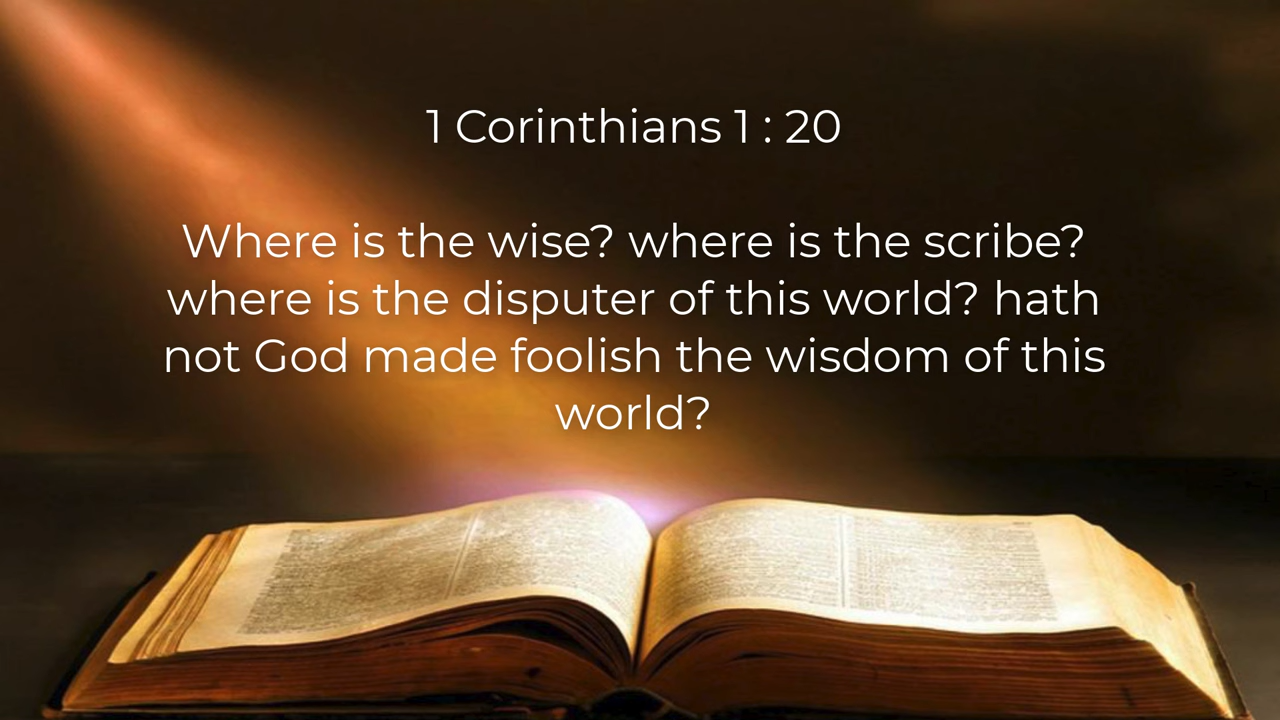 1 Corinthians 1 : 20
Where is the wise? where is the scribe?
where is the disputer of this world? hath
not God made foolish the wisdom of this
world?